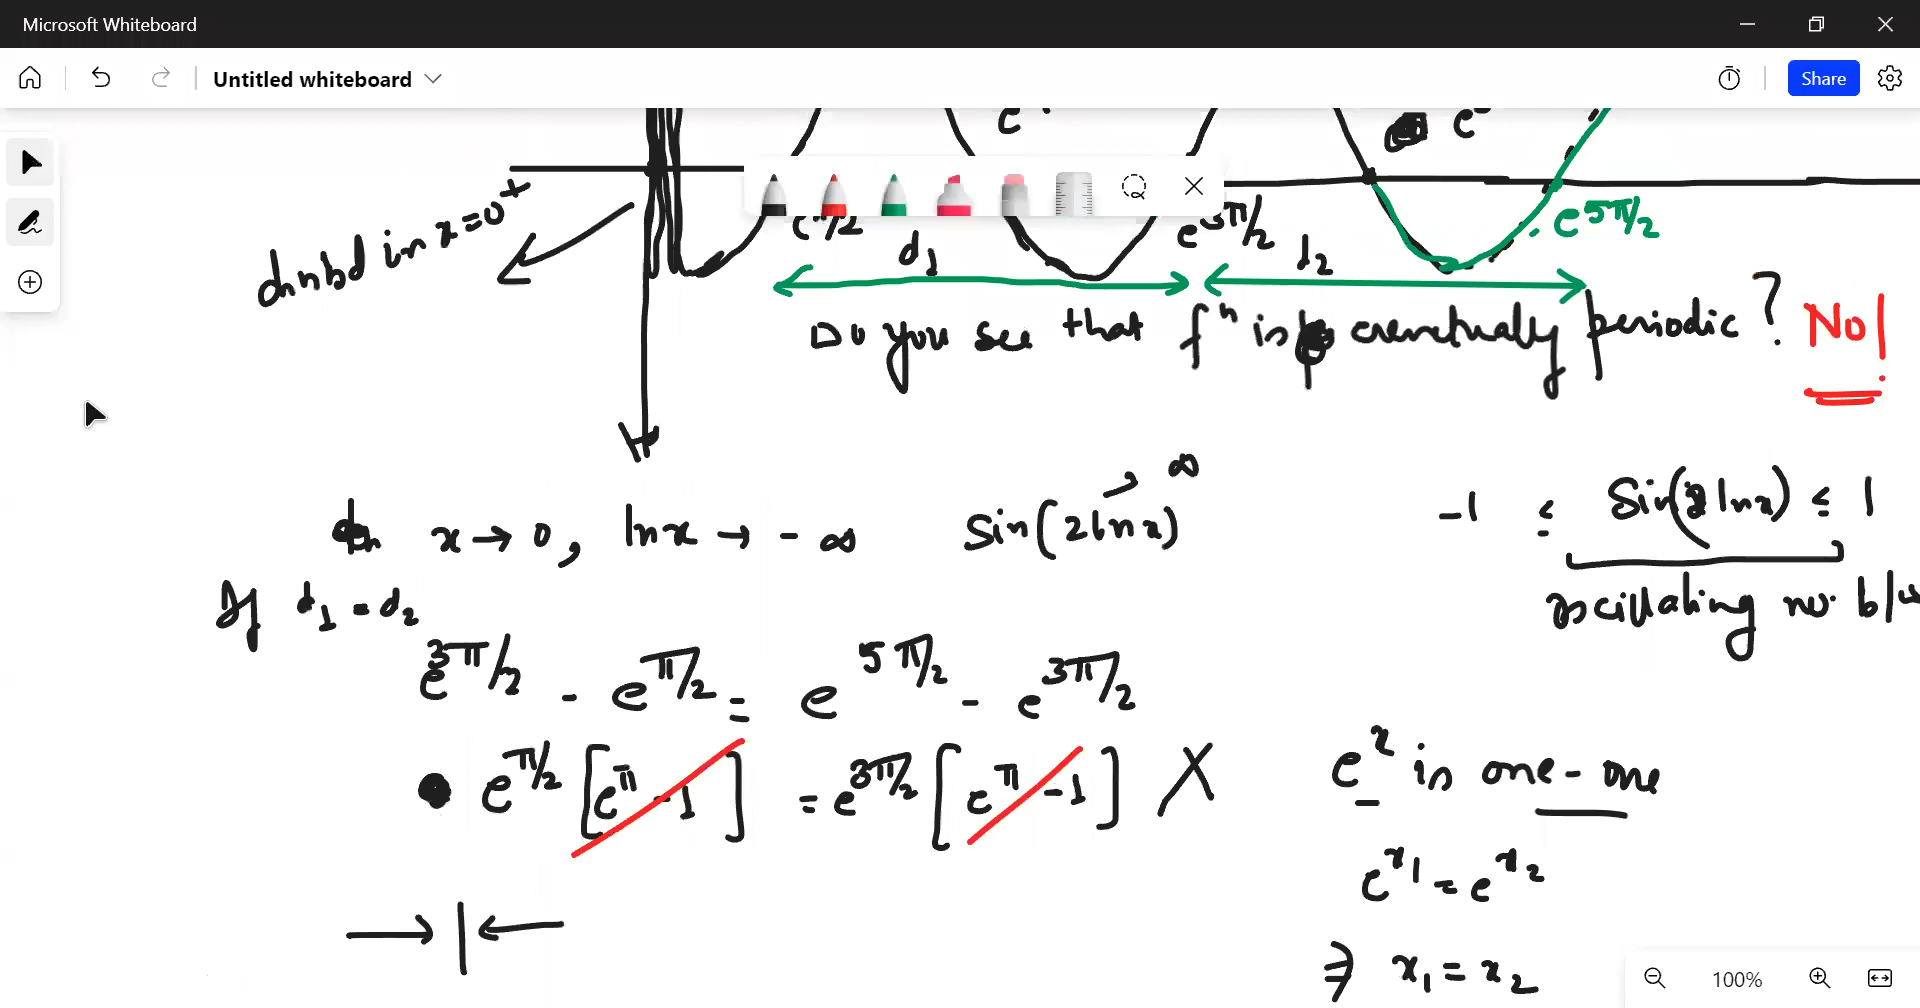 Microsoft Whiteboard
Untitled whiteboard
Share
x=0⁺
in
d₁
e^3π/2
d₂
e^5π/2
Do you see that fⁿ is eventually periodic? No!
x → 0, ln x → - ∞
sin(2 ln x) → ∞
-1 ≤ sin(2 ln x) ≤ 1
oscillating no. b/w
If d₁ = d₂
e^3π/2 - e^π/2 = e^5π/2 - e^3π/2
e^π/2 [e^π - 1] = e^3π/2 [e^π - 1] X
e^x is one-one
e^x₁ = e^x₂
⇒ x₁ = x₂
100%